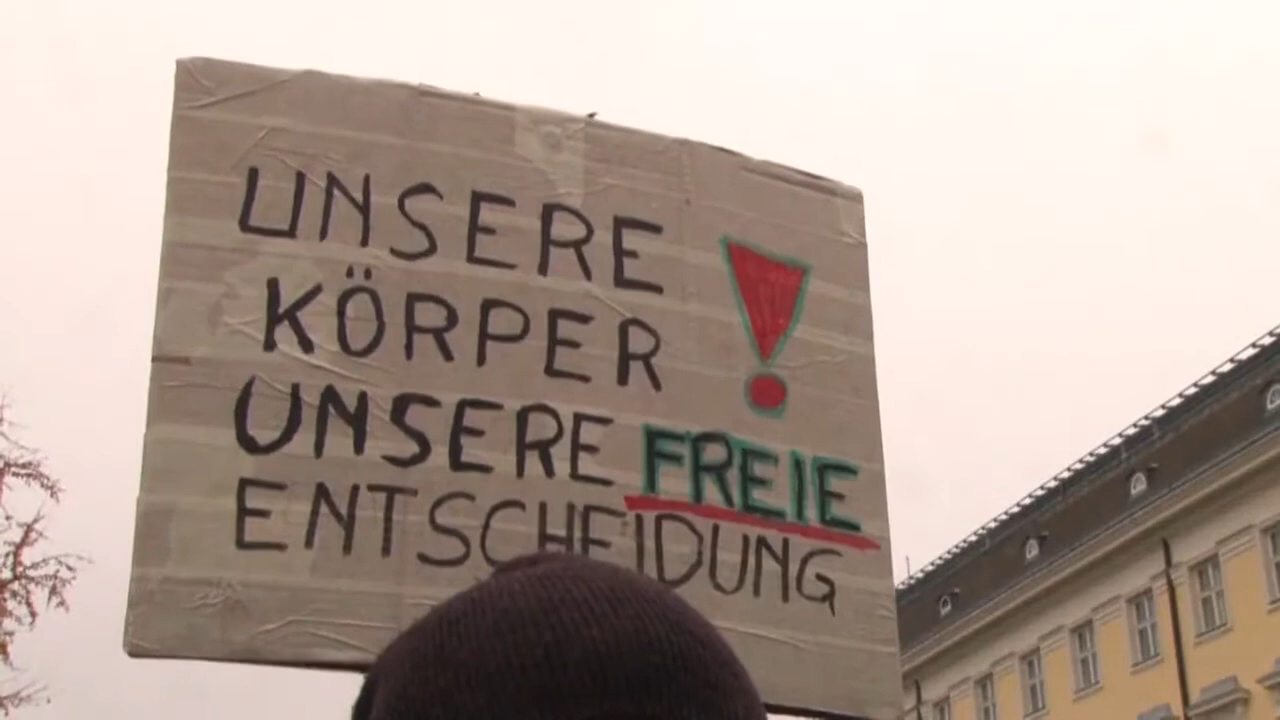 UNSERE
KÖRPER
UNSERE FREIE
ENTSCHEIDUNG
!